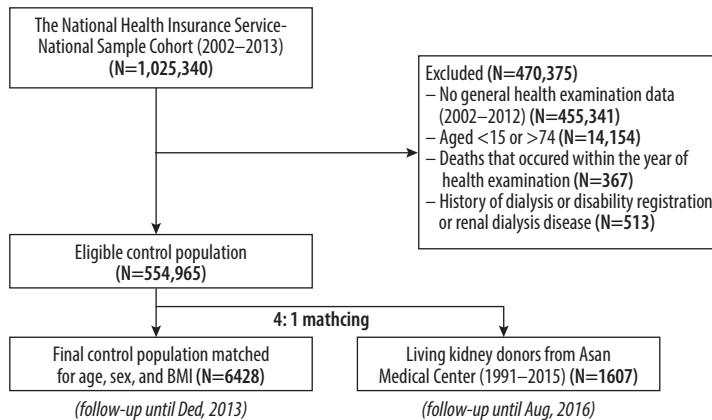 The National Health Insurance Service-
National Sample Cohort (2002–2013)
(N=1,025,340)
Excluded (N=470,375)
– No general health examination data
(2002–2012) (N=455,341)
– Aged <15 or >74 (N=14,154)
– Deaths that occured within the year of
health examination (N=367)
– History of dialysis or disability registration
or renal dialysis disease (N=513)
Eligible control population
(N=554,965)
4: 1 mathcing
Final control population matched
for age, sex, and BMI (N=6428)
(follow-up until Ded, 2013)
Living kidney donors from Asan
Medical Center (1991–2015) (N=1607)
(follow-up until Aug, 2016)